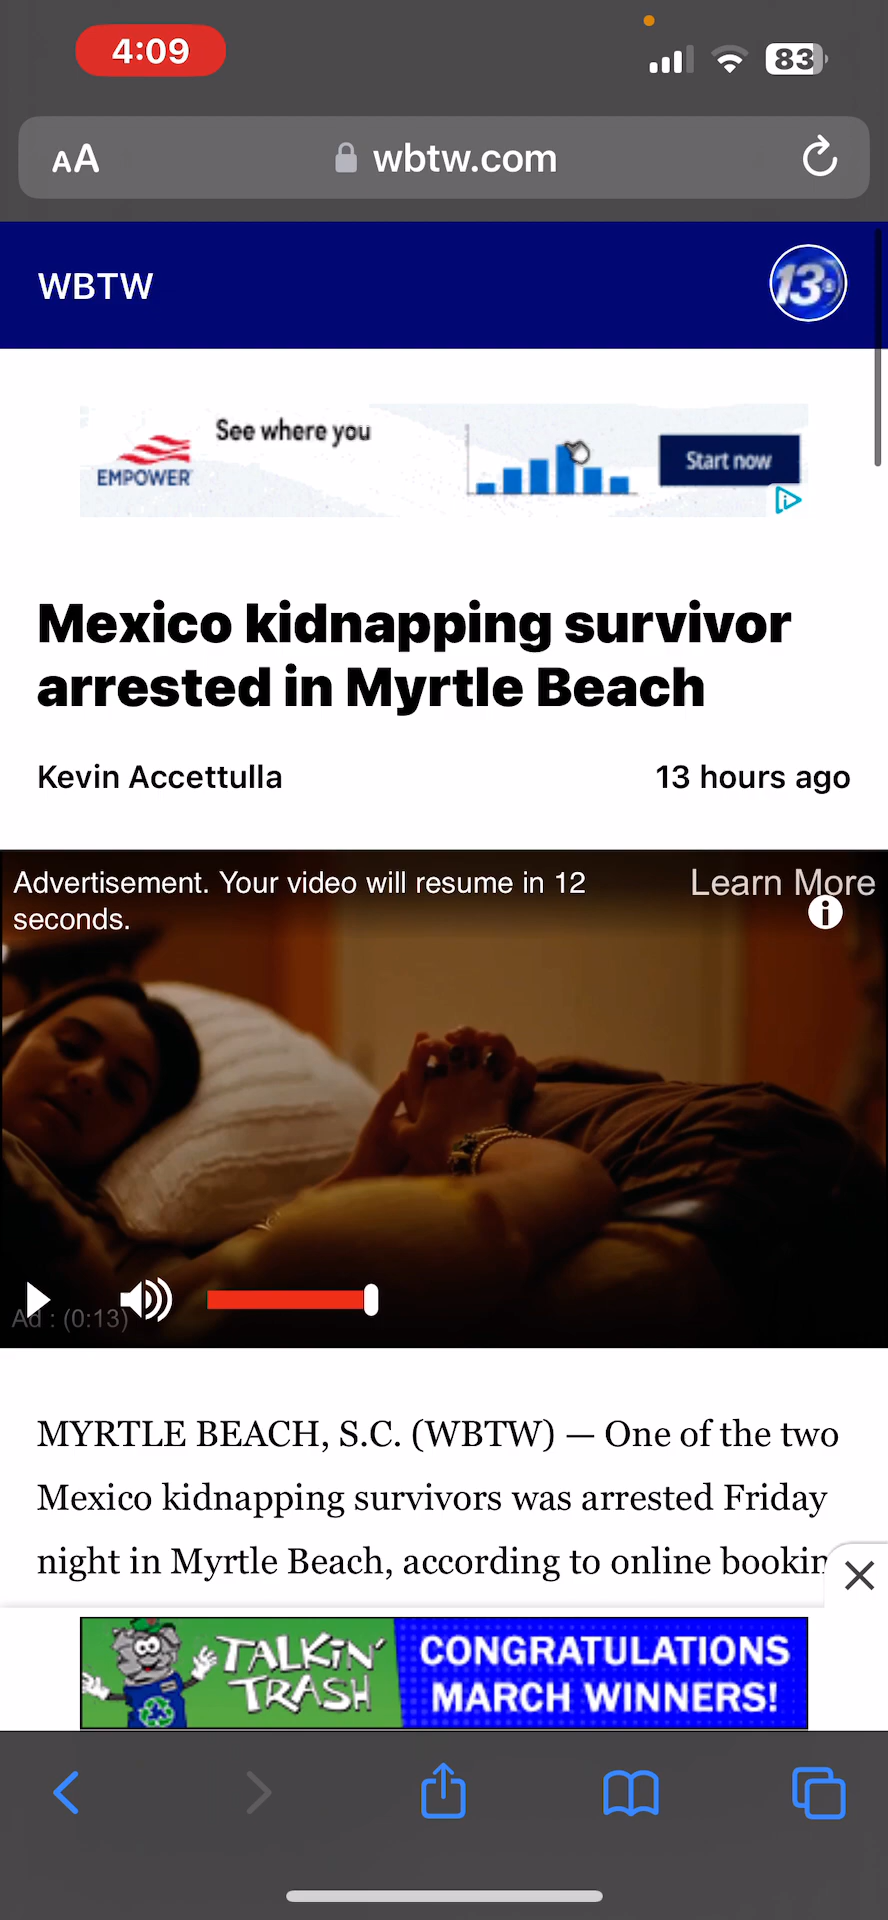 4:09
83
AA
wbtw.com
WBTW
13
See where you
EMPOWER
Start now
Mexico kidnapping survivor
arrested in Myrtle Beach
Kevin Accettulla
13 hours ago
Advertisement. Your video will resume in 12
seconds.
Learn More
Ad : (0:13)
MYRTLE BEACH, S.C. (WBTW) — One of the two
Mexico kidnapping survivors was arrested Friday
night in Myrtle Beach, according to online bookin
TALKiN'
TRASH
CONGRATULATIONS
MARCH WINNERS!